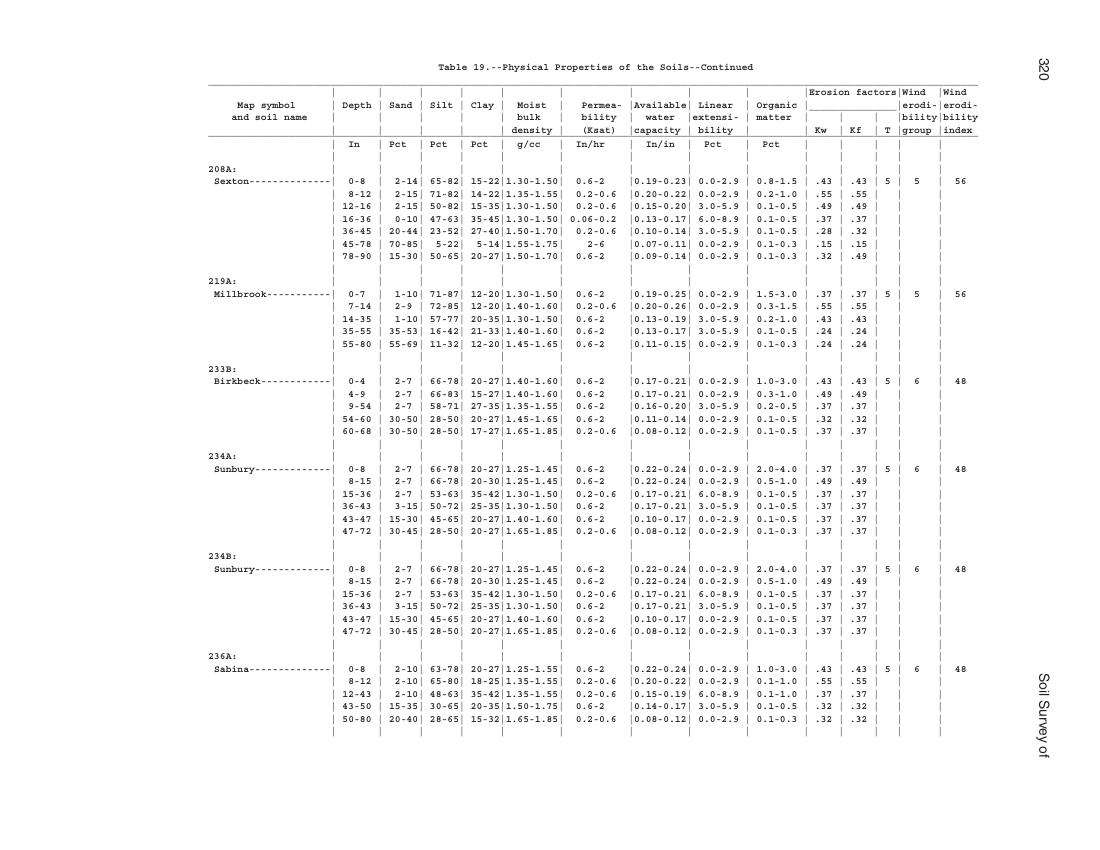 320
Soil Survey of
Table 19.--Physical Properties of the Soils--Continued
| | | | | | | | | |Erosion factors|Wind |Wind
Map symbol | Depth | Sand | Silt | Clay | Moist | Permea- |Available| Linear | Organic | |erodi-|erodi-
and soil name | | | | | bulk | bility | water |extensi- | matter | | | |bility|bility
| | | | | density | (Ksat) |capacity | bility | | Kw | Kf | T |group |index
| In | Pct | Pct | Pct | g/cc | In/hr | In/in | Pct | Pct | | | | |
208A:
Sexton--------------| 0-8 | 2-14| 65-82| 15-22|1.30-1.50| 0.6-2 |0.19-0.23| 0.0-2.9 | 0.8-1.5 | .43 | .43 | 5 | 5 | 56
| 8-12 | 2-15| 71-82| 14-22|1.35-1.55| 0.2-0.6 |0.20-0.22| 0.0-2.9 | 0.2-1.0 | .55 | .55 | | |
| 12-16 | 2-15| 50-82| 15-35|1.30-1.50| 0.2-0.6 |0.15-0.20| 3.0-5.9 | 0.1-0.5 | .49 | .49 | | |
| 16-36 | 0-10| 47-63| 35-45|1.30-1.50| 0.06-0.2 |0.13-0.17| 6.0-8.9 | 0.1-0.5 | .37 | .37 | | |
| 36-45 | 20-44| 23-52| 27-40|1.50-1.70| 0.2-0.6 |0.10-0.14| 3.0-5.9 | 0.1-0.5 | .28 | .32 | | |
| 45-78 | 70-85| 5-22| 5-14|1.55-1.75| 2-6 |0.07-0.11| 0.0-2.9 | 0.1-0.3 | .15 | .15 | | |
| 78-90 | 15-30| 50-65| 20-27|1.50-1.70| 0.6-2 |0.09-0.14| 0.0-2.9 | 0.1-0.3 | .32 | .49 | | |
219A:
Millbrook-----------| 0-7 | 1-10| 71-87| 12-20|1.30-1.50| 0.6-2 |0.19-0.25| 0.0-2.9 | 1.5-3.0 | .37 | .37 | 5 | 5 | 56
| 7-14 | 2-9 | 72-85| 12-20|1.40-1.60| 0.2-0.6 |0.20-0.26| 0.0-2.9 | 0.3-1.5 | .55 | .55 | | |
| 14-35 | 1-10| 57-77| 20-35|1.30-1.50| 0.6-2 |0.13-0.19| 3.0-5.9 | 0.2-1.0 | .43 | .43 | | |
| 35-55 | 35-53| 16-42| 21-33|1.40-1.60| 0.6-2 |0.13-0.17| 3.0-5.9 | 0.1-0.5 | .24 | .24 | | |
| 55-80 | 55-69| 11-32| 12-20|1.45-1.65| 0.6-2 |0.11-0.15| 0.0-2.9 | 0.1-0.3 | .24 | .24 | | |
233B:
Birkbeck------------| 0-4 | 2-7 | 66-78| 20-27|1.40-1.60| 0.6-2 |0.17-0.21| 0.0-2.9 | 1.0-3.0 | .43 | .43 | 5 | 6 | 48
| 4-9 | 2-7 | 66-83| 15-27|1.40-1.60| 0.6-2 |0.17-0.21| 0.0-2.9 | 0.3-1.0 | .49 | .49 | | |
| 9-54 | 2-7 | 58-71| 27-35|1.35-1.55| 0.6-2 |0.16-0.20| 3.0-5.9 | 0.2-0.5 | .37 | .37 | | |
| 54-60 | 30-50| 28-50| 20-27|1.45-1.65| 0.6-2 |0.11-0.14| 0.0-2.9 | 0.1-0.5 | .32 | .32 | | |
| 60-68 | 30-50| 28-50| 17-27|1.65-1.85| 0.2-0.6 |0.08-0.12| 0.0-2.9 | 0.1-0.5 | .37 | .37 | | |
234A:
Sunbury-------------| 0-8 | 2-7 | 66-78| 20-27|1.25-1.45| 0.6-2 |0.22-0.24| 0.0-2.9 | 2.0-4.0 | .37 | .37 | 5 | 6 | 48
| 8-15 | 2-7 | 66-78| 20-30|1.25-1.45| 0.6-2 |0.22-0.24| 0.0-2.9 | 0.5-1.0 | .49 | .49 | | |
| 15-36 | 2-7 | 53-63| 35-42|1.30-1.50| 0.2-0.6 |0.17-0.21| 6.0-8.9 | 0.1-0.5 | .37 | .37 | | |
| 36-43 | 3-15| 50-72| 25-35|1.30-1.50| 0.6-2 |0.17-0.21| 3.0-5.9 | 0.1-0.5 | .37 | .37 | | |
| 43-47 | 15-30| 45-65| 20-27|1.40-1.60| 0.6-2 |0.10-0.17| 0.0-2.9 | 0.1-0.5 | .37 | .37 | | |
| 47-72 | 30-45| 28-50| 20-27|1.65-1.85| 0.2-0.6 |0.08-0.12| 0.0-2.9 | 0.1-0.3 | .37 | .37 | | |
234B:
Sunbury-------------| 0-8 | 2-7 | 66-78| 20-27|1.25-1.45| 0.6-2 |0.22-0.24| 0.0-2.9 | 2.0-4.0 | .37 | .37 | 5 | 6 | 48
| 8-15 | 2-7 | 66-78| 20-30|1.25-1.45| 0.6-2 |0.22-0.24| 0.0-2.9 | 0.5-1.0 | .49 | .49 | | |
| 15-36 | 2-7 | 53-63| 35-42|1.30-1.50| 0.2-0.6 |0.17-0.21| 6.0-8.9 | 0.1-0.5 | .37 | .37 | | |
| 36-43 | 3-15| 50-72| 25-35|1.30-1.50| 0.6-2 |0.17-0.21| 3.0-5.9 | 0.1-0.5 | .37 | .37 | | |
| 43-47 | 15-30| 45-65| 20-27|1.40-1.60| 0.6-2 |0.10-0.17| 0.0-2.9 | 0.1-0.5 | .37 | .37 | | |
| 47-72 | 30-45| 28-50| 20-27|1.65-1.85| 0.2-0.6 |0.08-0.12| 0.0-2.9 | 0.1-0.3 | .37 | .37 | | |
236A:
Sabina--------------| 0-8 | 2-10| 63-78| 20-27|1.25-1.55| 0.6-2 |0.22-0.24| 0.0-2.9 | 1.0-3.0 | .43 | .43 | 5 | 6 | 48
| 8-12 | 2-10| 65-80| 18-25|1.35-1.55| 0.2-0.6 |0.20-0.22| 0.0-2.9 | 0.1-1.0 | .55 | .55 | | |
| 12-43 | 2-10| 48-63| 35-42|1.35-1.55| 0.2-0.6 |0.15-0.19| 6.0-8.9 | 0.1-1.0 | .37 | .37 | | |
| 43-50 | 15-35| 30-65| 20-35|1.50-1.75| 0.6-2 |0.14-0.17| 3.0-5.9 | 0.1-0.5 | .32 | .32 | | |
| 50-80 | 20-40| 28-65| 15-32|1.65-1.85| 0.2-0.6 |0.08-0.12| 0.0-2.9 | 0.1-0.3 | .32 | .32 | | |